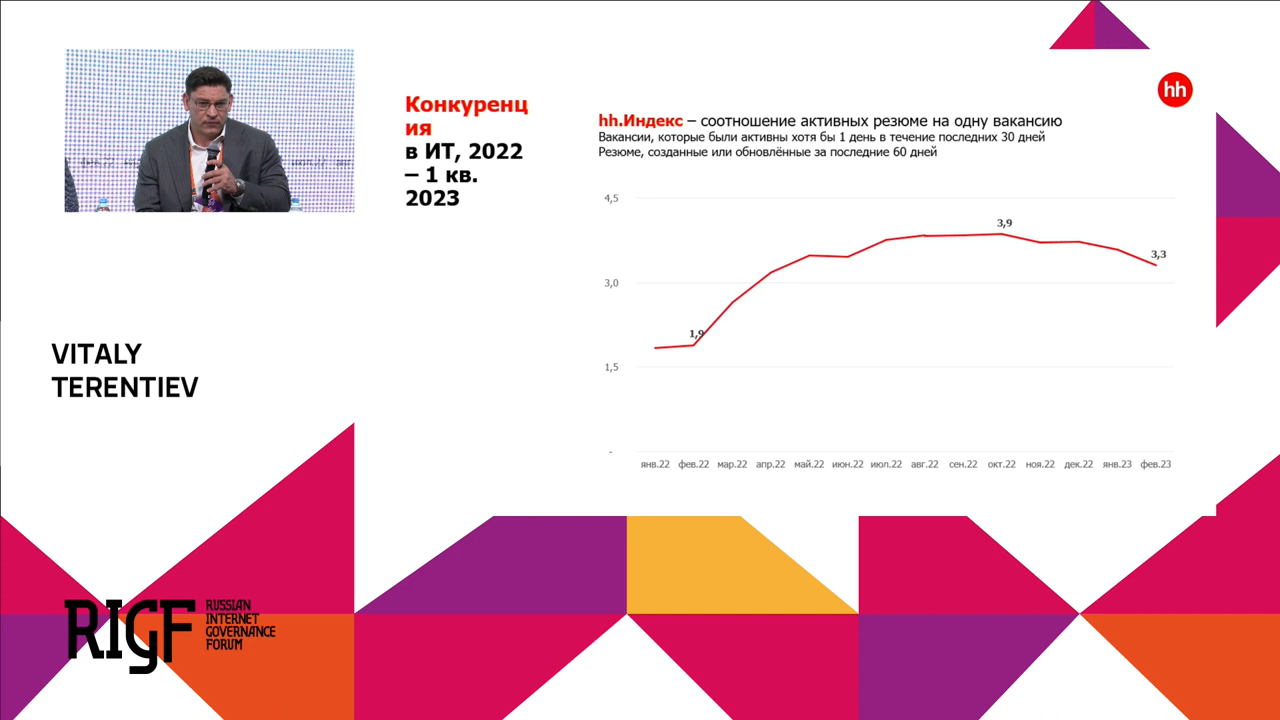 hh
Конкуренц
ия
в ИТ, 2022
– 1 кв.
2023
hh.Индекс – соотношение активных резюме на одну вакансию
Вакансии, которые были активны хотя бы 1 день в течение последних 30 дней
Резюме, созданные или обновлённые за последние 60 дней
4,5
3,9
3,3
3,0
1,9
1,5
-
янв.22 фев.22 мар.22 апр.22 май.22 июн.22 июл.22 авг.22 сен.22 окт.22 ноя.22 дек.22 янв.23 фев.23
VITALY
TERENTIEV
RIGF
RUSSIAN
INTERNET
GOVERNANCE
FORUM